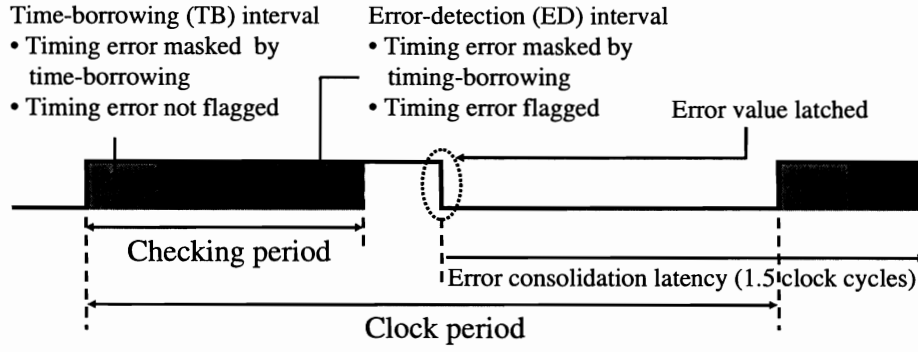 Time-borrowing (TB) interval
• Timing error masked by
time-borrowing
• Timing error not flagged
Error-detection (ED) interval
• Timing error masked by
timing-borrowing
• Timing error flagged
Error value latched
Checking period
Error consolidation latency (1.5 clock cycles)
Clock period